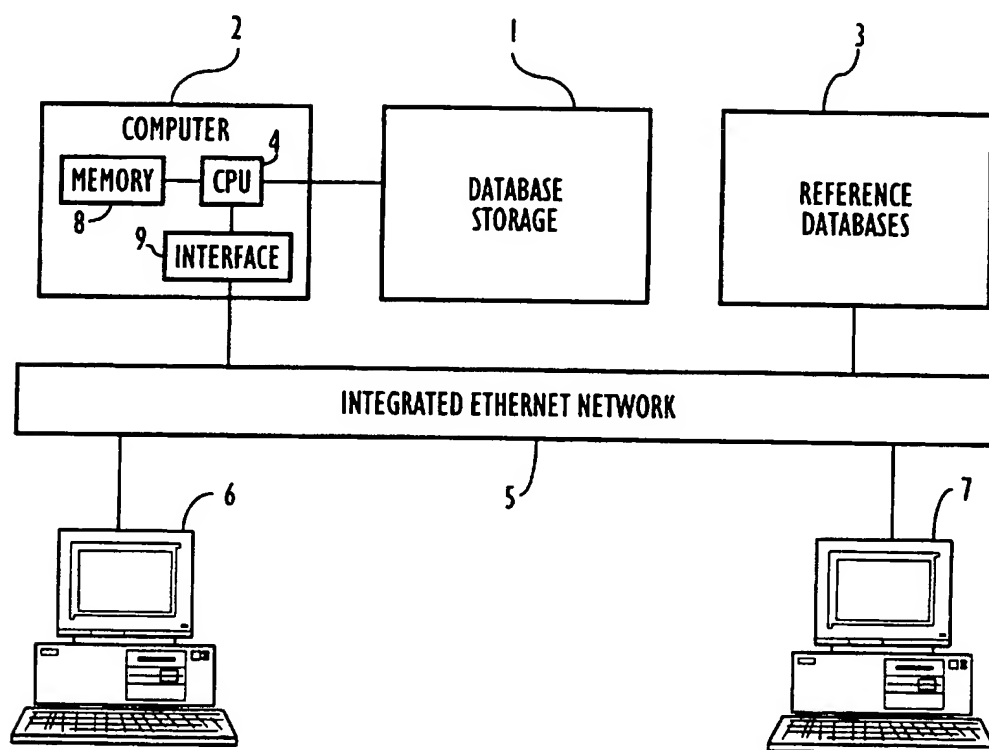 2
1
3
COMPUTER
4
MEMORY
CPU
8
9
INTERFACE
DATABASE
STORAGE
REFERENCE
DATABASES
INTEGRATED ETHERNET NETWORK
6
5
7